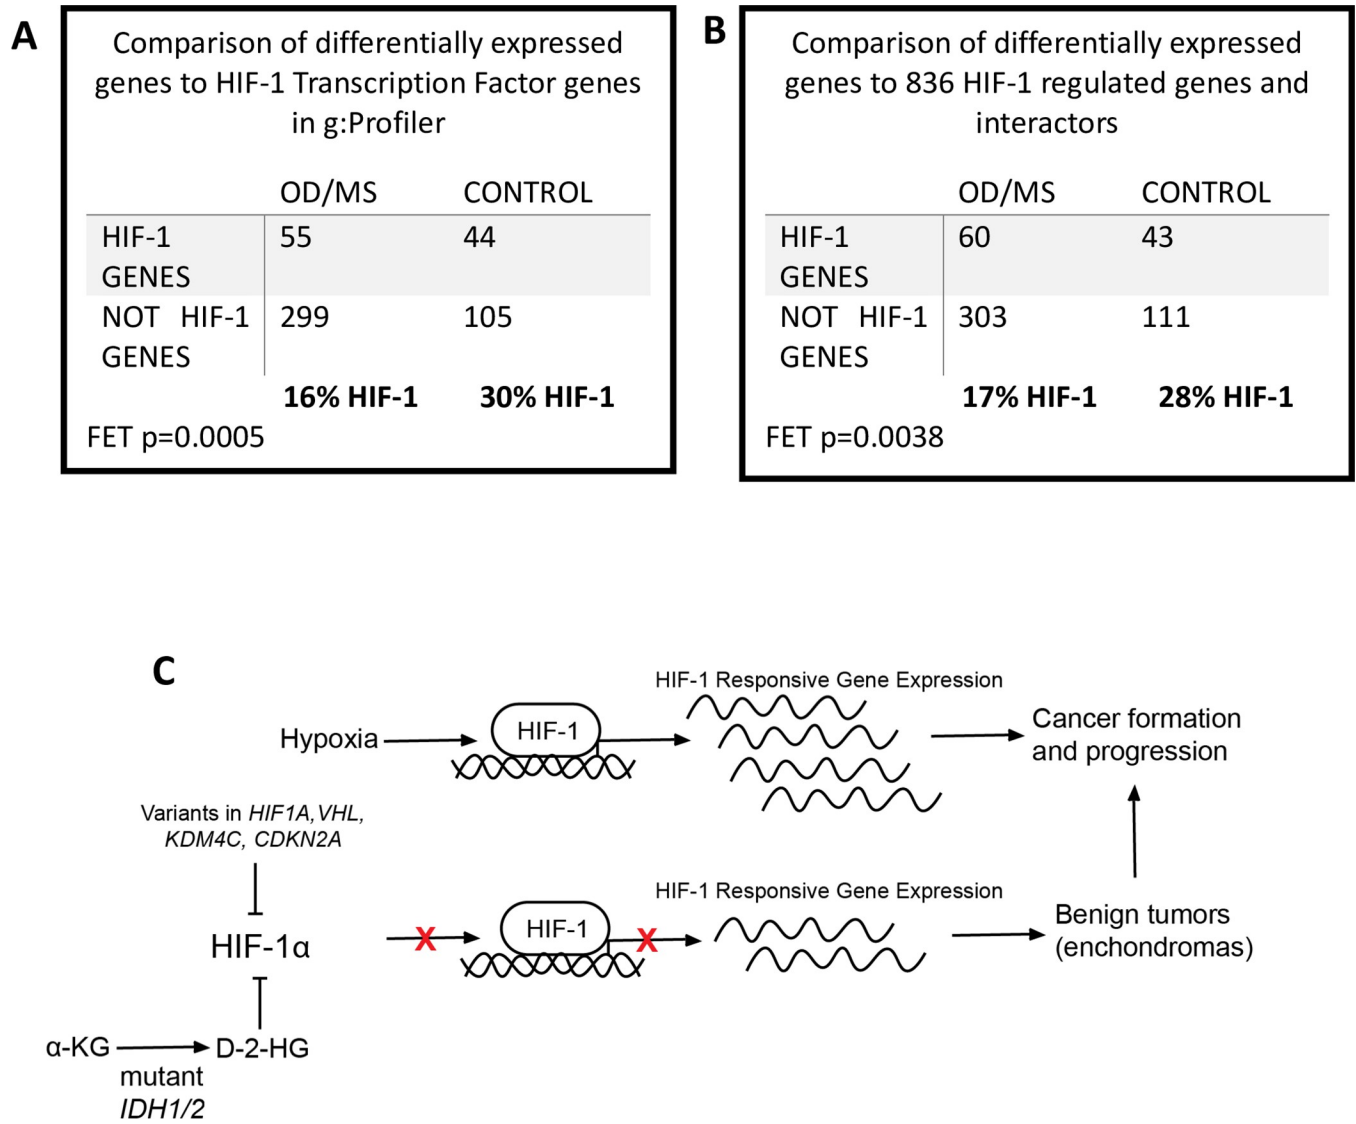 A
Comparison of differentially expressed
genes to HIF-1 Transcription Factor genes
in g:Profiler
OD/MS CONTROL
HIF-1 55 44
GENES
NOT HIF-1 299 105
GENES
16% HIF-1 30% HIF-1
FET p=0.0005
B
Comparison of differentially expressed
genes to 836 HIF-1 regulated genes and
interactors
OD/MS CONTROL
HIF-1 60 43
GENES
NOT HIF-1 303 111
GENES
17% HIF-1 28% HIF-1
FET p=0.0038
C
HIF-1 Responsive Gene Expression
Hypoxia
HIF-1
Cancer formation
and progression
Variants in HIF1A,VHL,
KDM4C, CDKN2A
HIF-1 Responsive Gene Expression
HIF-1α
X
HIF-1
X
Benign tumors
(enchondromas)
α-KG
D-2-HG
mutant
IDH1/2